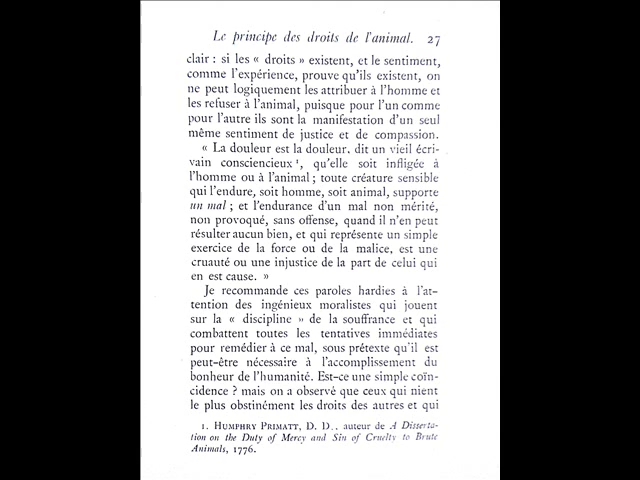 Le principe des droits de l'animal. 27
clair : si les « droits » existent, et le sentiment,
comme l'expérience, prouve qu'ils existent, on
ne peut logiquement les attribuer à l'homme et
les refuser à l'animal, puisque pour l'un comme
pour l'autre ils sont la manifestation d'un seul
même sentiment de justice et de compassion.
« La douleur est la douleur, dit un vieil écri-
vain consciencieux¹, qu'elle soit infligée à
l'homme ou à l'animal ; toute créature sensible
qui l'endure, soit homme, soit animal, supporte
un mal ; et l'endurance d'un mal non mérité,
non provoqué, sans offense, quand il n'en peut
résulter aucun bien, et qui représente un simple
exercice de la force ou de la malice, est une
cruauté ou une injustice de la part de celui qui
en est cause. »
Je recommande ces paroles hardies à l'at-
tention des ingénieux moralistes qui jouent
sur la « discipline » de la souffrance et qui
combattent toutes les tentatives immédiates
pour remédier à ce mal, sous prétexte qu'il est
peut-être nécessaire à l'accomplissement du
bonheur de l'humanité. Est-ce une simple coïn-
cidence ? mais on a observé que ceux qui nient
le plus obstinément les droits des autres et qui
1. HUMPHRY PRIMATT, D. D., auteur de A Disserta-
tion on the Duty of Mercy and Sin of Cruelty to Brute
Animals, 1776.